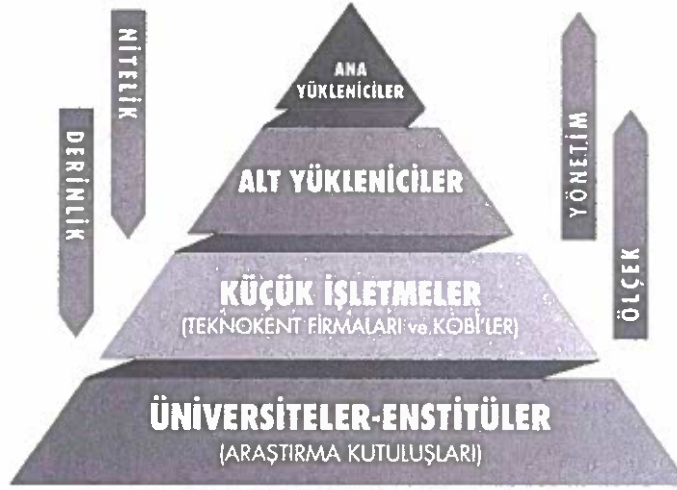 ANA
YÜKLENİCİLER
ALT YÜKLENİCİLER
KÜÇÜK İŞLETMELER
(TEKNOKENT FİRMALARI ve KOBİ'LER)
ÜNİVERSİTELER-ENSTİTÜLER
(ARAŞTIRMA KUTULUŞLARI)
NİTELİK
DERİNLİK
YÖNETİM
ÖLÇEK